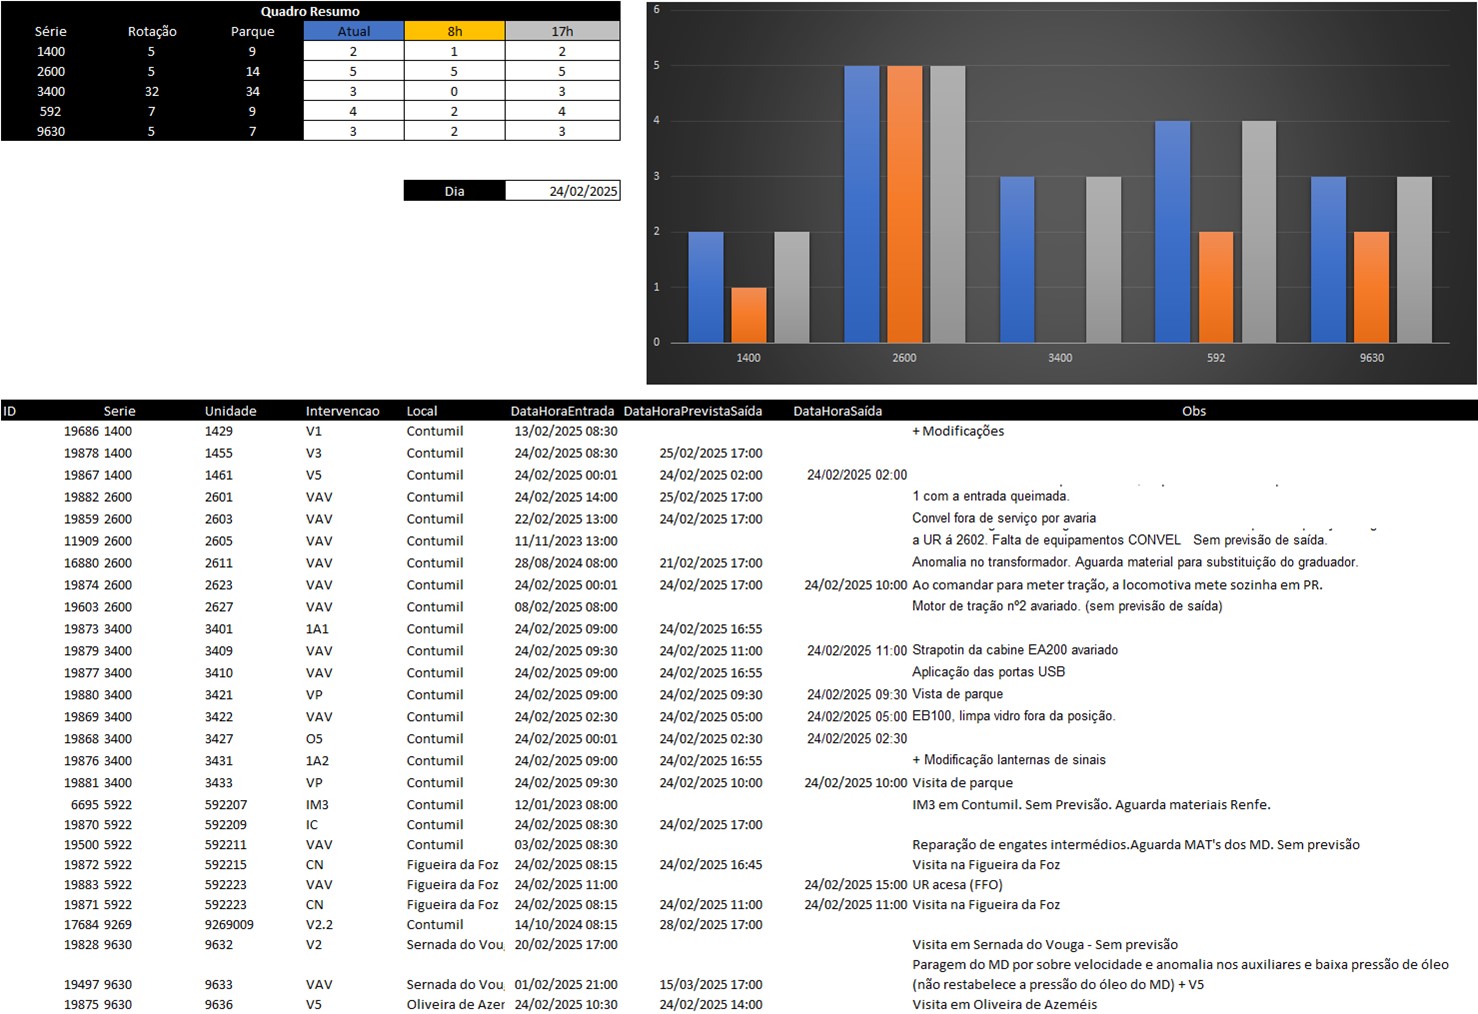 Quadro Resumo
Série Rotação Parque Atual 8h 17h
1400 5 9 2 1 2
2600 5 14 5 5 5
3400 32 34 3 0 3
592 7 9 4 2 4
9630 5 7 3 2 3
Dia 24/02/2025
6
5
4
3
2
1
0
1400 2600 3400 592 9630
ID Serie Unidade Intervencao Local DataHoraEntrada DataHoraPrevistaSaída DataHoraSaída Obs
19686 1400 1429 V1 Contumil 13/02/2025 08:30 + Modificações
19878 1400 1455 V3 Contumil 24/02/2025 08:30 25/02/2025 17:00
19867 1400 1461 V5 Contumil 24/02/2025 00:01 24/02/2025 02:00 24/02/2025 02:00
19882 2600 2601 VAV Contumil 24/02/2025 14:00 25/02/2025 17:00 1 com a entrada queimada.
19859 2600 2603 VAV Contumil 22/02/2025 13:00 24/02/2025 17:00 Convel fora de serviço por avaria
11909 2600 2605 VAV Contumil 11/11/2023 13:00 a UR á 2602. Falta de equipamentos CONVEL Sem previsão de saída.
16880 2600 2611 VAV Contumil 28/08/2024 08:00 21/02/2025 17:00 Anomalia no transformador. Aguarda material para substituição do graduador.
19874 2600 2623 VAV Contumil 24/02/2025 00:01 24/02/2025 17:00 24/02/2025 10:00 Ao comandar para meter tração, a locomotiva mete sozinha em PR.
19603 2600 2627 VAV Contumil 08/02/2025 08:00 Motor de tração nº2 avariado. (sem previsão de saída)
19873 3400 3401 1A1 Contumil 24/02/2025 09:00 24/02/2025 16:55
19879 3400 3409 VAV Contumil 24/02/2025 09:30 24/02/2025 11:00 24/02/2025 11:00 Strapotin da cabine EA200 avariado
19877 3400 3410 VAV Contumil 24/02/2025 09:00 24/02/2025 16:55 Aplicação das portas USB
19880 3400 3421 VP Contumil 24/02/2025 09:00 24/02/2025 09:30 24/02/2025 09:30 Vista de parque
19869 3400 3422 VAV Contumil 24/02/2025 02:30 24/02/2025 05:00 24/02/2025 05:00 EB100, limpa vidro fora da posição.
19868 3400 3427 O5 Contumil 24/02/2025 00:01 24/02/2025 02:30 24/02/2025 02:30
19876 3400 3431 1A2 Contumil 24/02/2025 09:00 24/02/2025 16:55 + Modificação lanternas de sinais
19881 3400 3433 VP Contumil 24/02/2025 09:30 24/02/2025 10:00 24/02/2025 10:00 Visita de parque
6695 5922 592207 IM3 Contumil 12/01/2023 08:00 IM3 em Contumil. Sem Previsão. Aguarda materiais Renfe.
19870 5922 592209 IC Contumil 24/02/2025 08:30 24/02/2025 17:00
19500 5922 592211 VAV Contumil 03/02/2025 08:30 Reparação de engates intermédios.Aguarda MAT's dos MD. Sem previsão
19872 5922 592215 CN Figueira da Foz 24/02/2025 08:15 24/02/2025 16:45 Visita na Figueira da Foz
19883 5922 592223 VAV Figueira da Foz 24/02/2025 11:00 24/02/2025 15:00 UR acesa (FFO)
19871 5922 592223 CN Figueira da Foz 24/02/2025 08:15 24/02/2025 11:00 24/02/2025 11:00 Visita na Figueira da Foz
17684 9269 9269009 V2.2 Contumil 14/10/2024 08:15 28/02/2025 17:00
19828 9630 9632 V2 Sernada do Vou 20/02/2025 17:00 Visita em Sernada do Vouga - Sem previsão
Paragem do MD por sobre velocidade e anomalia nos auxiliares e baixa pressão de óleo
19497 9630 9633 VAV Sernada do Vou 01/02/2025 21:00 15/03/2025 17:00 (não restabelece a pressão do óleo do MD) + V5
19875 9630 9636 V5 Oliveira de Azer 24/02/2025 10:30 24/02/2025 14:00 Visita em Oliveira de Azeméis